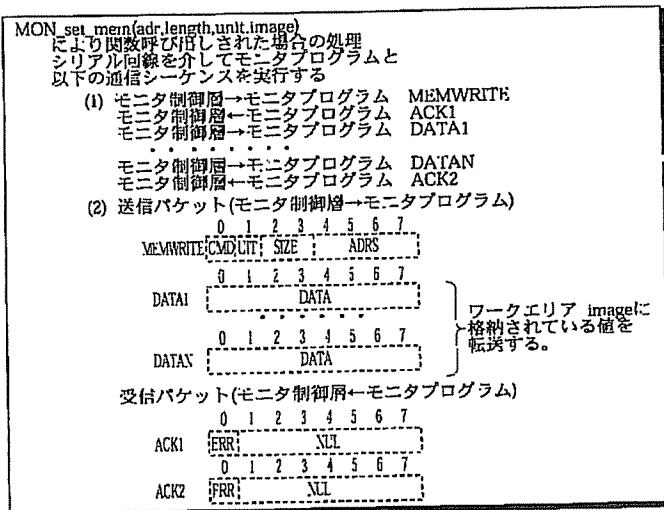 MON_set_mem(adr,length,unit,image)
により関数呼び出しされた場合の処理
シリアル回線を介してモニタプログラムと
以下の通信シーケンスを実行する
(1) モニタ制御層→モニタプログラム MEMWRITE
モニタ制御層←モニタプログラム ACK1
モニタ制御層→モニタプログラム DATA1
・・・・・・・・
モニタ制御層→モニタプログラム DATAN
モニタ制御層←モニタプログラム ACK2
(2) 送信パケット(モニタ制御層→モニタプログラム)
0 1 2 3 4 5 6 7
MEMWRITE CMD UIT SIZE ADRS
0 1 2 3 4 5 6 7
DATA1 DATA
・・・・・・
0 1 2 3 4 5 6 7
DATAN DATA
ワークエリア imageに
格納されている値を
転送する。
受信パケット(モニタ制御層←モニタプログラム)
0 1 2 3 4 5 6 7
ACK1 ERR NUL
0 1 2 3 4 5 6 7
ACK2 ERR NUL